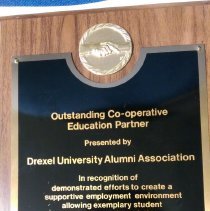 Outstanding Co-operative
Education Partner
Presented by
Drexel University Alumni Association
In recognition of
demonstrated efforts to create a
supportive employment environment
allowing exemplary student